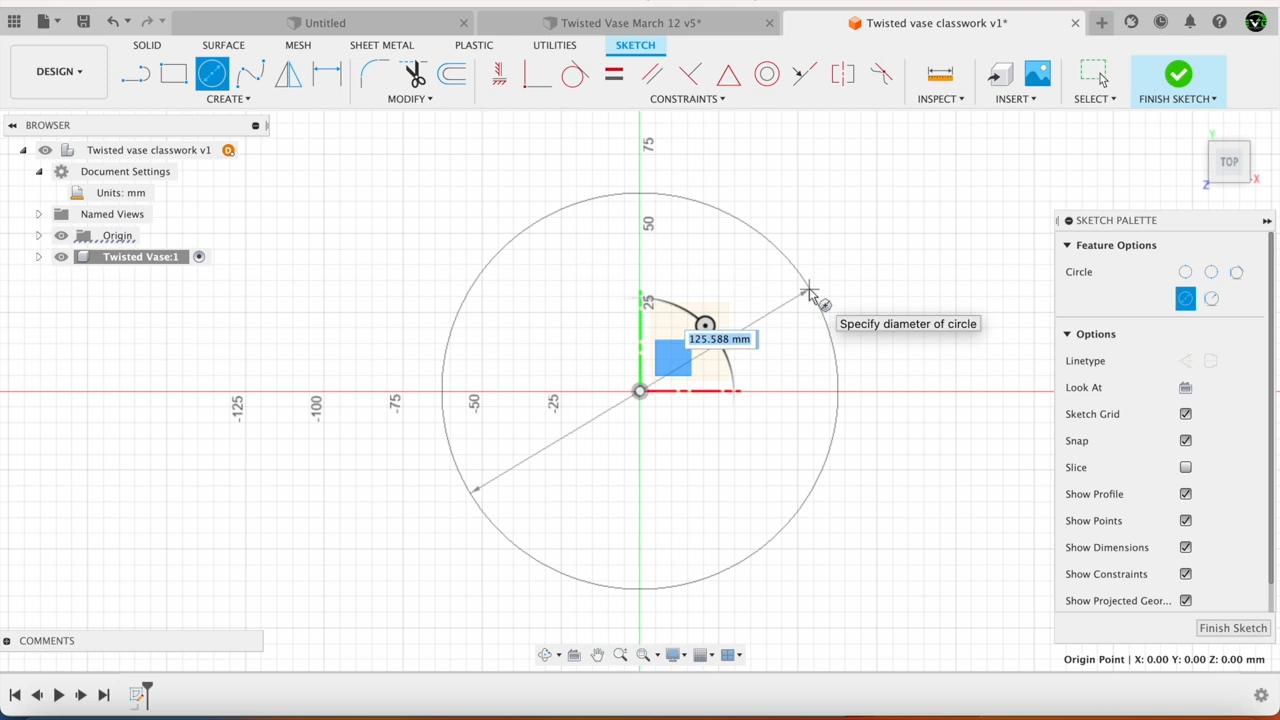 Untitled
Twisted Vase March 12 v5*
Twisted vase classwork v1*
SOLID
SURFACE
MESH
SHEET METAL
PLASTIC
UTILITIES
SKETCH
DESIGN
CREATE
MODIFY
CONSTRAINTS
INSPECT
INSERT
SELECT
FINISH SKETCH
BROWSER
Twisted vase classwork v1
Document Settings
Units: mm
Named Views
Origin
Twisted Vase:1
75
50
25
-125
-100
-75
-50
-25
125.588 mm
Specify diameter of circle
TOP
Y
Z
X
SKETCH PALETTE
Feature Options
Circle
Options
Linetype
Look At
Sketch Grid
Snap
Slice
Show Profile
Show Points
Show Dimensions
Show Constraints
Show Projected Geor...
Finish Sketch
COMMENTS
Origin Point | X: 0.00 Y: 0.00 Z: 0.00 mm